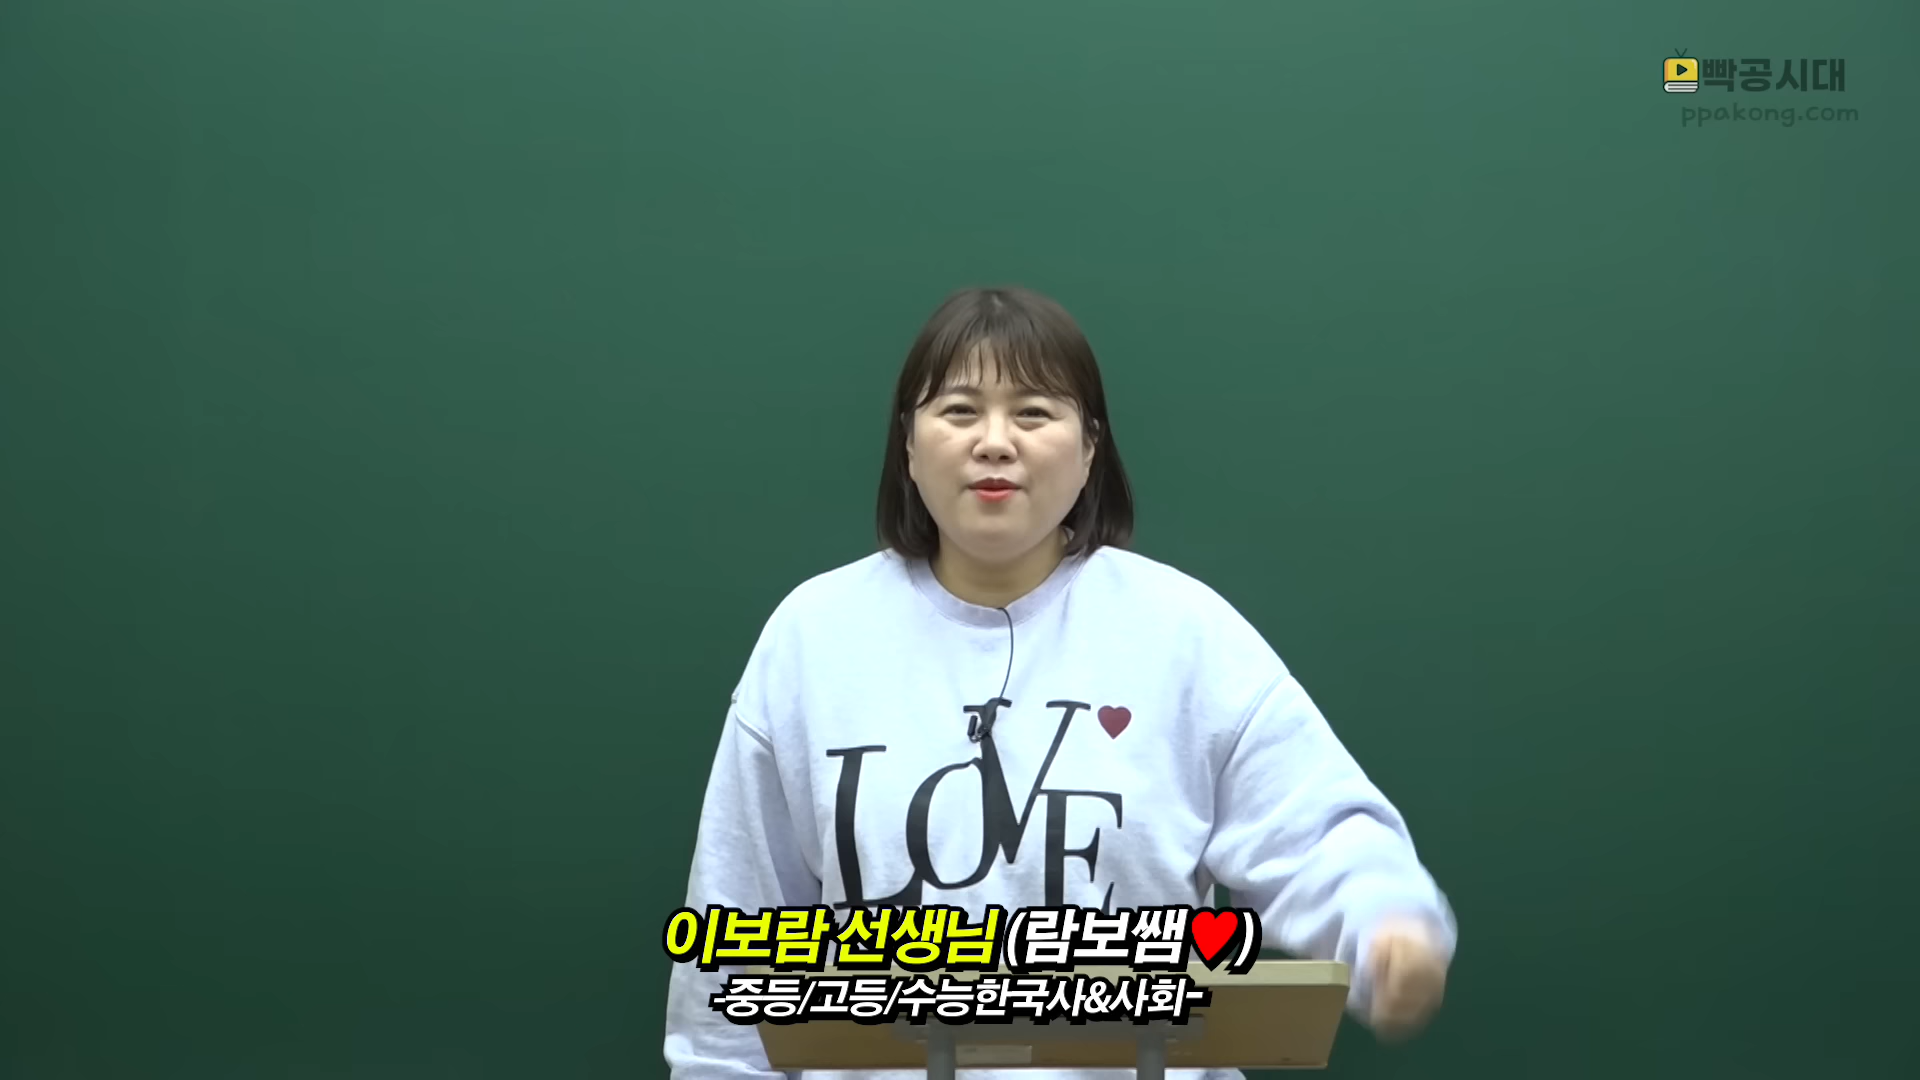 빡공시대
ppakong.com
LOVE
이보람 선생님 (람보쌤♥)
-중등/고등/수능한국사&사회-